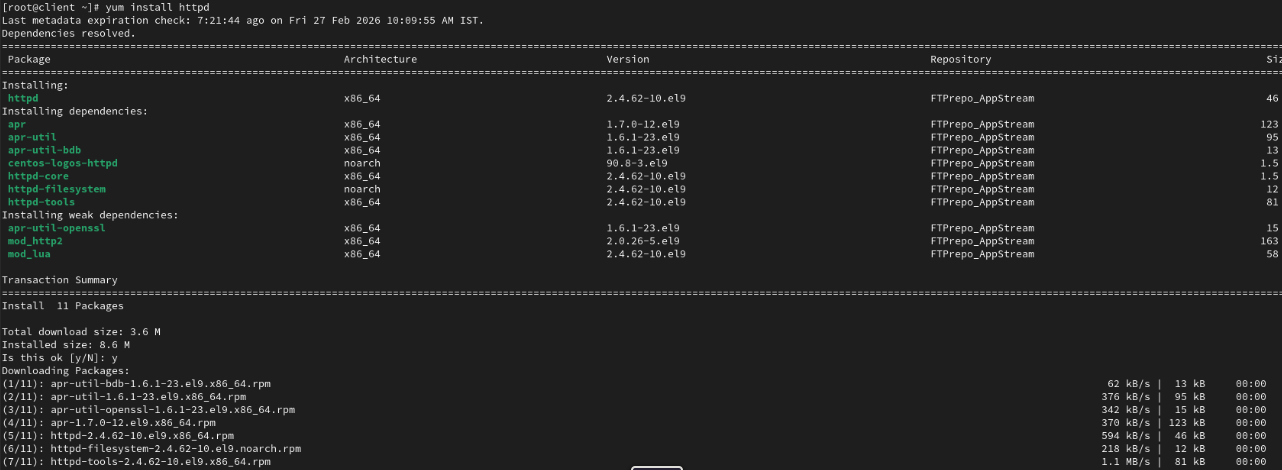 [root@client ~]# yum install httpd
Last metadata expiration check: 7:21:44 ago on Fri 27 Feb 2026 10:09:55 AM IST.
Dependencies resolved.
================================================================================
Package Architecture Version Repository Siz
================================================================================
Installing:
httpd x86_64 2.4.62-10.el9 FTPrepo_AppStream 46
Installing dependencies:
apr x86_64 1.7.0-12.el9 FTPrepo_AppStream 123
apr-util x86_64 1.6.1-23.el9 FTPrepo_AppStream 95
apr-util-bdb x86_64 1.6.1-23.el9 FTPrepo_AppStream 13
centos-logos-httpd noarch 90.8-3.el9 FTPrepo_AppStream 1.5
httpd-core x86_64 2.4.62-10.el9 FTPrepo_AppStream 1.5
httpd-filesystem noarch 2.4.62-10.el9 FTPrepo_AppStream 12
httpd-tools x86_64 2.4.62-10.el9 FTPrepo_AppStream 81
Installing weak dependencies:
apr-util-openssl x86_64 1.6.1-23.el9 FTPrepo_AppStream 15
mod_http2 x86_64 2.0.26-5.el9 FTPrepo_AppStream 163
mod_lua x86_64 2.4.62-10.el9 FTPrepo_AppStream 58
Transaction Summary
================================================================================
Install 11 Packages
Total download size: 3.6 M
Installed size: 8.6 M
Is this ok [y/N]: y
Downloading Packages:
(1/11): apr-util-bdb-1.6.1-23.el9.x86_64.rpm 62 kB/s | 13 kB 00:00
(2/11): apr-util-1.6.1-23.el9.x86_64.rpm 376 kB/s | 95 kB 00:00
(3/11): apr-util-openssl-1.6.1-23.el9.x86_64.rpm 342 kB/s | 15 kB 00:00
(4/11): apr-1.7.0-12.el9.x86_64.rpm 370 kB/s | 123 kB 00:00
(5/11): httpd-2.4.62-10.el9.x86_64.rpm 594 kB/s | 46 kB 00:00
(6/11): httpd-filesystem-2.4.62-10.el9.noarch.rpm 218 kB/s | 12 kB 00:00
(7/11): httpd-tools-2.4.62-10.el9.x86_64.rpm 1.1 MB/s | 81 kB 00:00